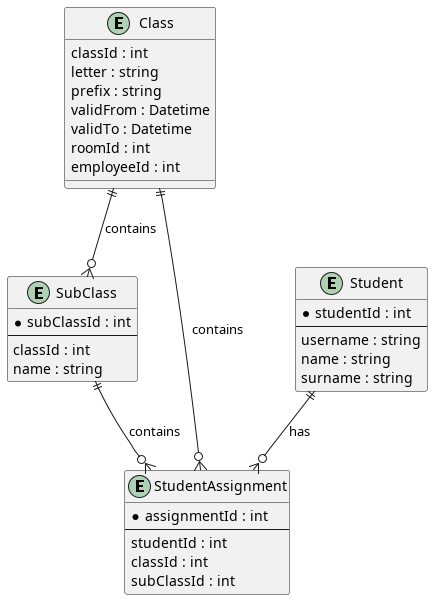 E Class
classId : int
letter : string
prefix : string
validFrom : Datetime
validTo : Datetime
roomId : int
employeeId : int
contains
E SubClass
* subClassId : int
classId : int
name : string
E Student
* studentId : int
username : string
name : string
surname : string
contains
contains
has
E StudentAssignment
* assignmentId : int
studentId : int
classId : int
subClassId : int